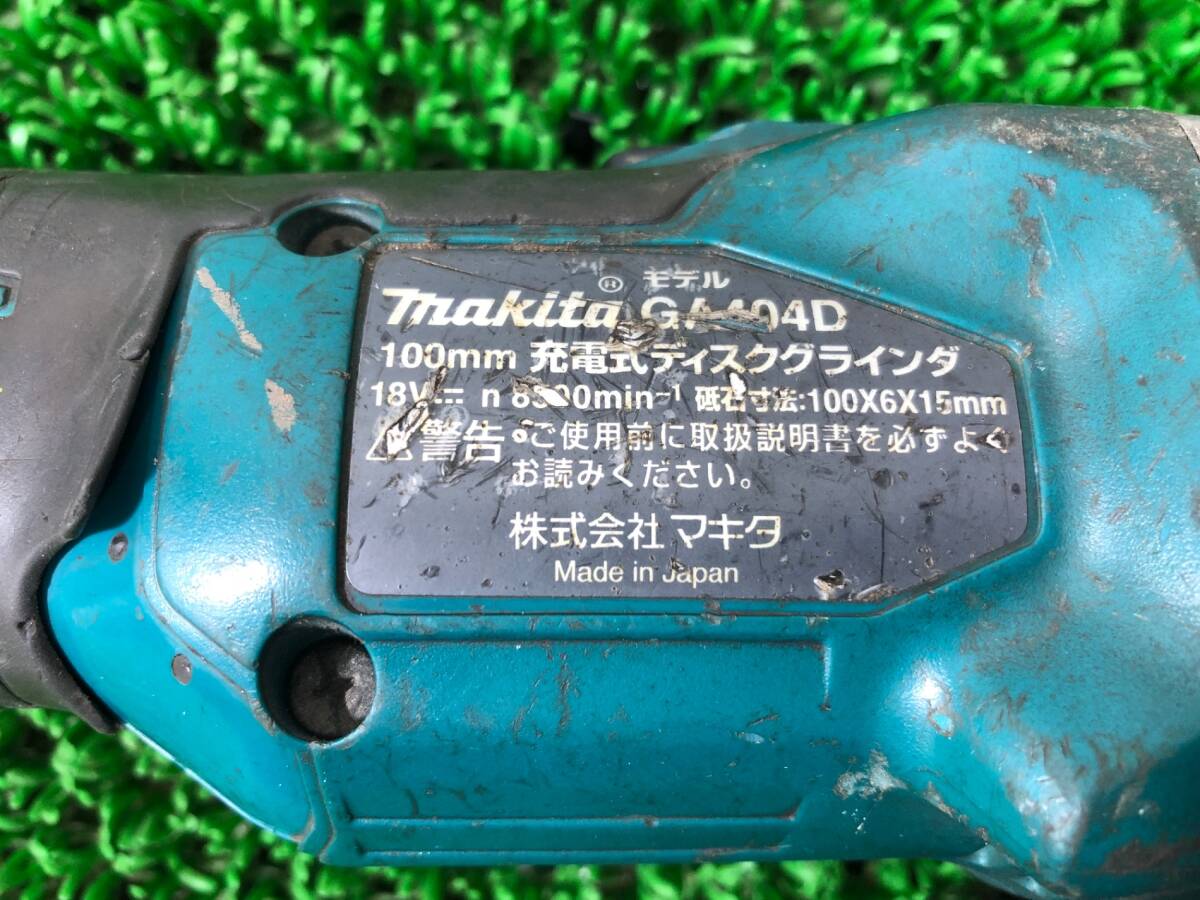 makita® モデル GA404D
100mm 充電式ディスクグラインダ
18V⎓ n min⁻¹ 砥石寸法:100X6X15mm
⚠警告 •ご使用前に取扱説明書を必ずよく
お読みください。
株式会社 マキタ
Made in Japan